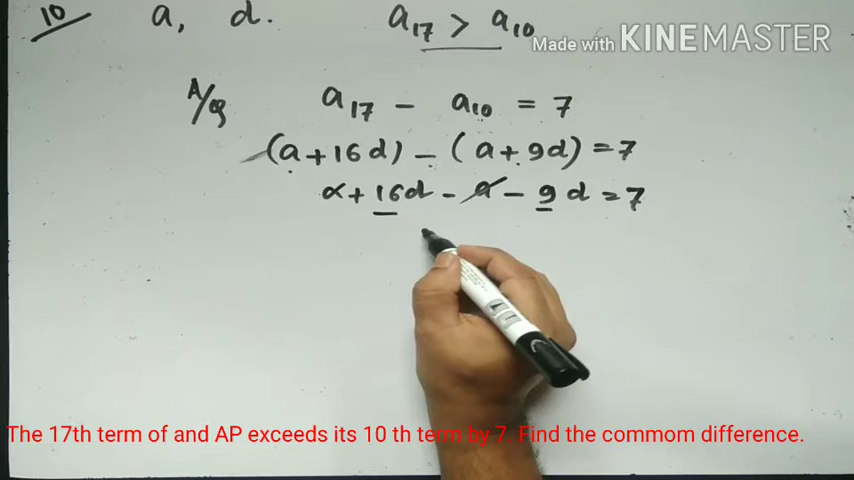 10 a, d. a17 > a10
Made with KINEMASTER
A/Q a17 - a10 = 7
(a + 16d) - (a + 9d) = 7
a + 16d - a - 9d = 7
The 17th term of and AP exceeds its 10 th term by 7. Find the commom difference.